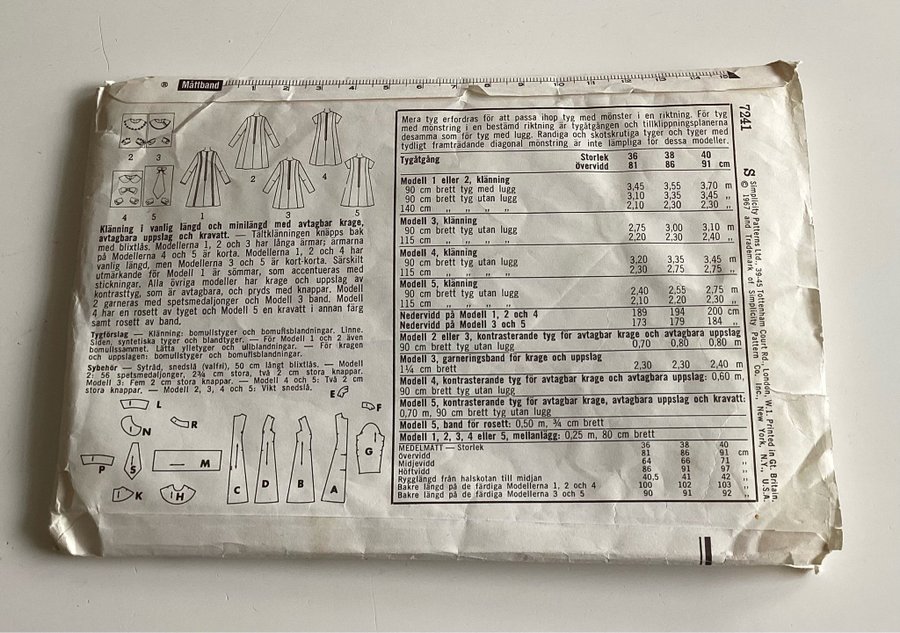 ® Måttband 1 2 3 4 5 6 7 8 9 10 11 12 13 14 15
2 3
4 5
1 2 3 4 5
Klänning i vanlig längd och minilängd med avtagbar krage,
avtagbara uppslag och kravatt. — Tältklänningen knäpps bak
med blixtlås. Modellerna 1, 2 och 3 har långa ärmar; ärmarna
på Modellerna 4 och 5 är korta. Modellerna 1, 2 och 4 har
vanlig längd, men Modellerna 3 och 5 är kort-korta. Särskilt
utmärkande för Modell 1 är sömmar, som accentueras med
stickningar. Alla övriga modeller har krage och uppslag av
kontrasttyg, som är avtagbara, och pryds med knappar. Modell
2 garneras med spetsmedaljonger och Modell 3 band. Modell
4 har en rosett av tyget och Modell 5 en kravatt i annan färg
samt rosett av band.
Tygförslag — Klänning: bomullstyger och bomullsblandningar. Linne.
Siden, syntetiska tyger och blandtyger. — För Modell 1 och 2 även
bomullssammet. Lätta ylletyger och ullblandningar. — För kragen
och uppslagen: bomullstyger och bomullsblandningar.
Sybehör — Sytråd, snedslå (valfri), 50 cm långt blixtlås. — Modell
2: 56 spetsmedaljonger, 2¾ cm stora, två 2 cm stora knappar.
Modell 3: Fem 2 cm stora knappar. — Modell 4 och 5: Två 2 cm
stora knappar. — Modell 2, 3, 4 och 5: Vikt snedslå.
E
L F
N R
G
P S M
C D B A
K H
Mera tyg erfordras för att passa ihop tyg med mönster i en riktning. För tyg
med mönstring i en bestämd riktning är tygåtgången och tillklippningsplanerna
desamma som för tyg med lugg. Randiga och skotskrutiga tyger och tyger med
tydligt framträdande diagonal mönstring är inte lämpliga för dessa modeller.
Tygåtgång Storlek 36 38 40
övervidd 81 86 91 cm
Modell 1 eller 2, klänning
90 cm brett tyg med lugg 3,45 3,55 3,70 m
90 cm brett tyg utan lugg 3,10 3,35 3,45 „
140 cm „ „ „ „ 2,10 2,30 2,30 „
Modell 3, klänning
90 cm brett tyg utan lugg 2,75 3,00 3,10 m
115 cm „ „ „ „ 2,20 2,30 2,40 „
Modell 4, klänning
90 cm brett tyg utan lugg 3,20 3,35 3,45 m
115 cm „ „ „ „ 2,30 2,75 2,75 „
Modell 5, klänning
90 cm brett tyg utan lugg 2,40 2,55 2,75 m
115 cm „ „ „ „ 2,10 2,20 2,30 „
Nedervidd på Modell 1, 2 och 4 189 194 200 cm
Nedervidd på Modell 3 och 5 173 179 184 „
Modell 2 eller 3, kontrasterande tyg för avtagbar krage och avtagbara uppslag
90 cm brett tyg utan lugg 0,70 0,80 0,80 m
Modell 3, garneringsband för krage och uppslag
1¼ cm brett 2,30 2,30 2,40 m
Modell 4, kontrasterande tyg för avtagbar krage och avtagbara uppslag: 0,60 m,
90 cm brett tyg utan lugg
Modell 5, kontrasterande tyg för avtagbar krage, avtagbara uppslag och kravatt:
0,70 m, 90 cm brett tyg utan lugg
Modell 5, band för rosett: 0,50 m, ¾ cm brett
Modell 1, 2, 3, 4 eller 5, mellanlägg: 0,25 m, 80 cm brett
MEDELMÅTT — Storlek 36 38 40
Övervidd 81 86 91 cm
Midjevidd 64 66 71 „
Höftvidd 86 91 97 „
Rygglängd från halskotan till midjan 40,5 41 42 „
Bakre längd på de färdiga Modellerna 1, 2 och 4 100 102 103 „
Bakre längd på de färdiga Modellerna 3 och 5 90 91 92 „
7241
S Simplicity Patterns Ltd., 39-45 Tottenham Court Rd., London, W.1. Printed in Gt. Britain.
© 1967 and Trademark of Simplicity Pattern Co. Inc., New York, N.Y., U.S.A.